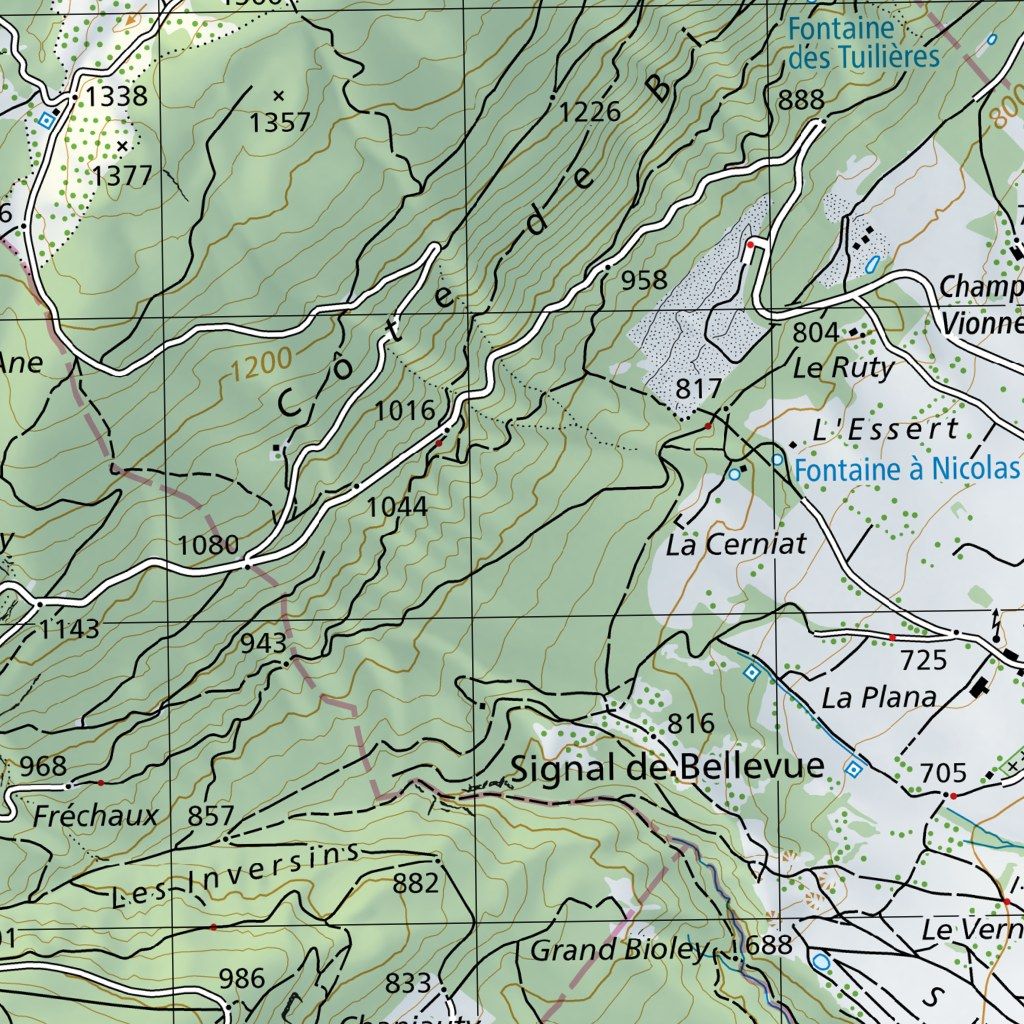 Fontaine
des Tuilières
1338
1226
888
1357
1377
800
Côte de Bi
6
958
Champ
Vionne
804
Le Ruty
Ane
1200
817
1016
L'Essert
Fontaine à Nicolas
1044
La Cerniat
y
1080
1143
943
725
La Plana
816
968
Signal de Bellevue
705
Fréchaux
857
Les Inversins
882
Le Vern
Grand Bioley
688
986
833
S